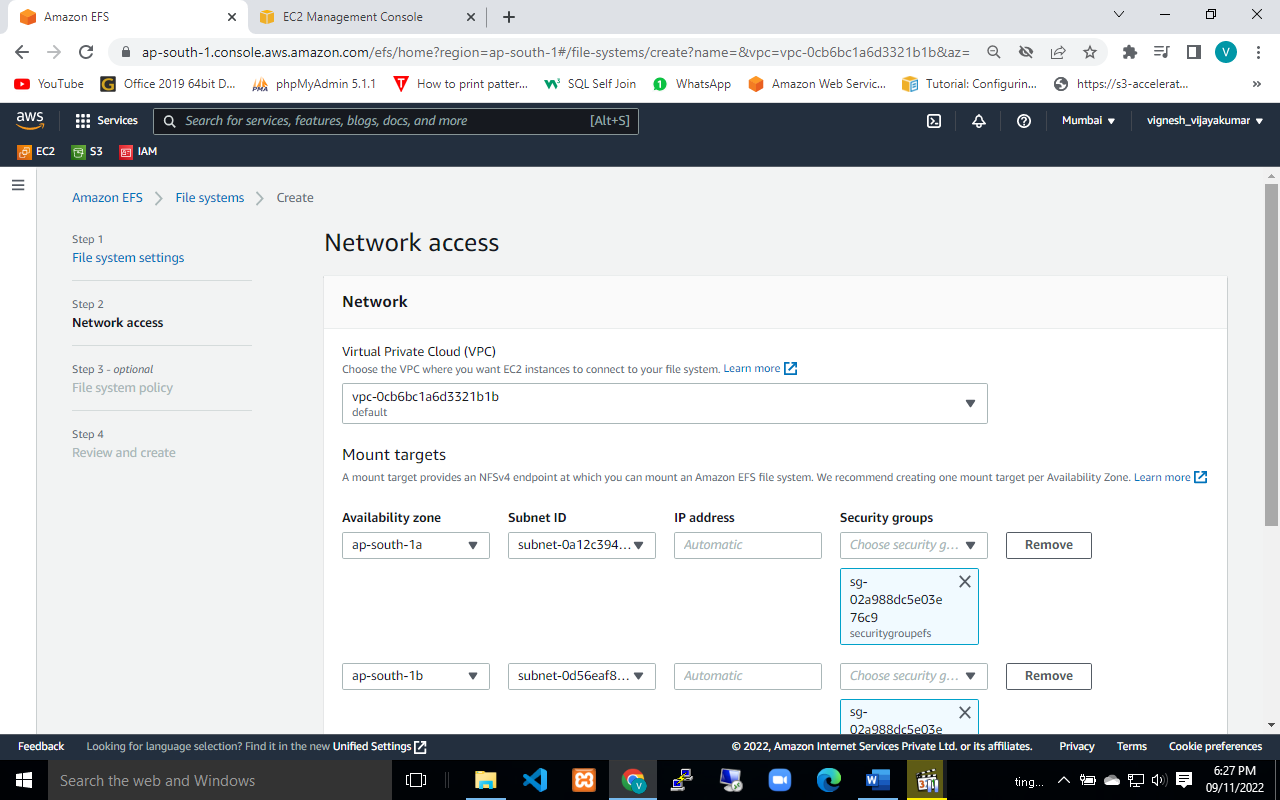 Amazon EFS
EC2 Management Console
ap-south-1.console.aws.amazon.com/efs/home?region=ap-south-1#/file-systems/create?name=&vpc=vpc-0cb6bc1a6d3321b1b&az=
V
YouTube
Office 2019 64bit D...
phpMyAdmin 5.1.1
How to print patter...
SQL Self Join
WhatsApp
Amazon Web Servic...
Tutorial: Configurin...
https://s3-accelerat...
»
aws
Services
Search for services, features, blogs, docs, and more
[Alt+S]
Mumbai
vignesh_vijayakumar
EC2
S3
IAM
Amazon EFS
File systems
Create
Step 1
File system settings
Step 2
Network access
Step 3 - optional
File system policy
Step 4
Review and create
Network access
Network
Virtual Private Cloud (VPC)
Choose the VPC where you want EC2 instances to connect to your file system. Learn more
vpc-0cb6bc1a6d3321b1b
default
Mount targets
A mount target provides an NFSv4 endpoint at which you can mount an Amazon EFS file system. We recommend creating one mount target per Availability Zone. Learn more
Availability zone
Subnet ID
IP address
Security groups
ap-south-1a
subnet-0a12c394...
Automatic
Choose security g...
Remove
sg-
02a988dc5e03e
76c9
securitygroupefs
ap-south-1b
subnet-0d56eaf8...
Automatic
Choose security g...
Remove
sg-
02a988dc5e03e
Feedback
Looking for language selection? Find it in the new Unified Settings
© 2022, Amazon Internet Services Private Ltd. or its affiliates.
Privacy
Terms
Cookie preferences
Search the web and Windows
ting...
6:27 PM
09/11/2022